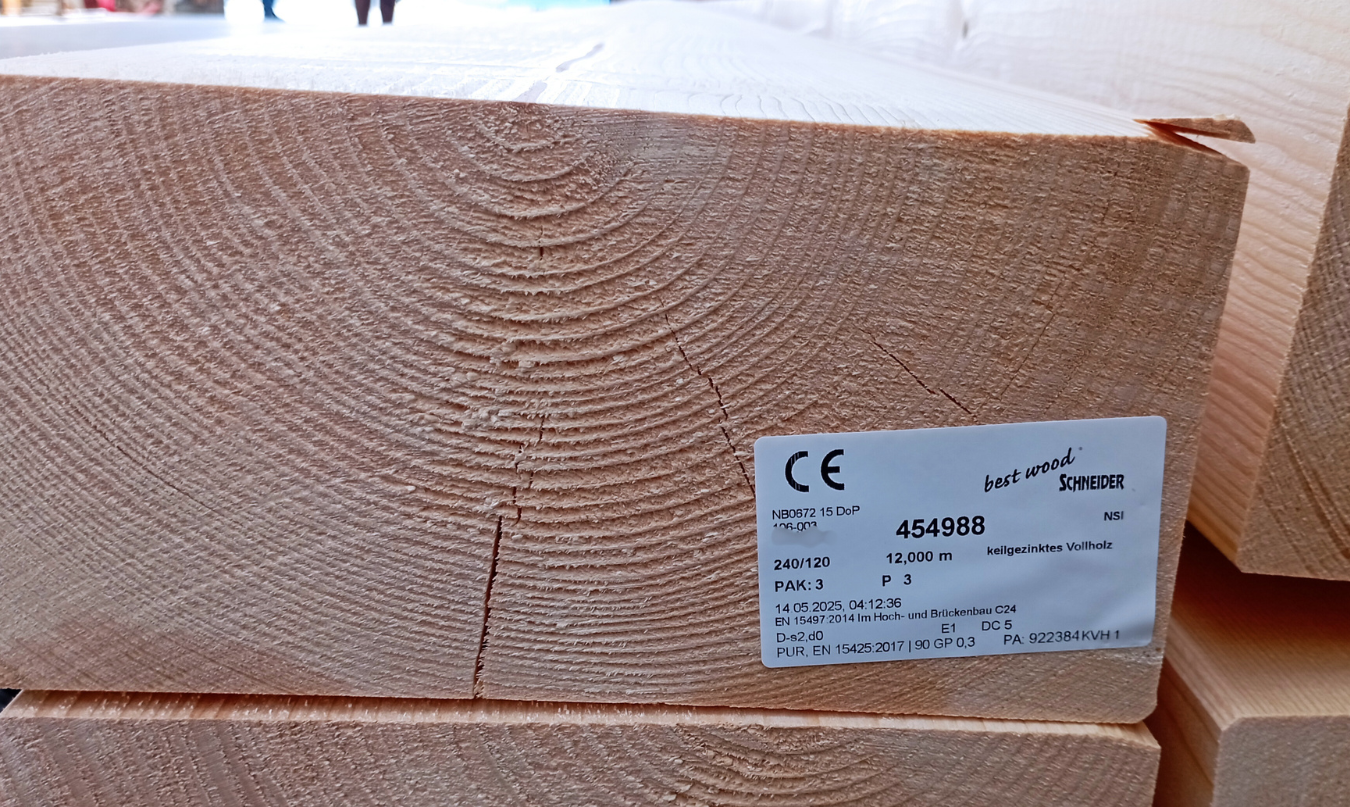 CE
best wood
SCHNEIDER
NB0672 15 DoP
106-003
454988
NSI
240/120
12,000 m
keilgezinktes Vollholz
PAK: 3
P 3
14.05.2025, 04:12:36
EN 15497:2014 Im Hoch- und Brückenbau C24
D-s2,d0
E1
DC 5
PUR, EN 15425:2017 | 90 GP 0,3
PA: 922384 KVH 1